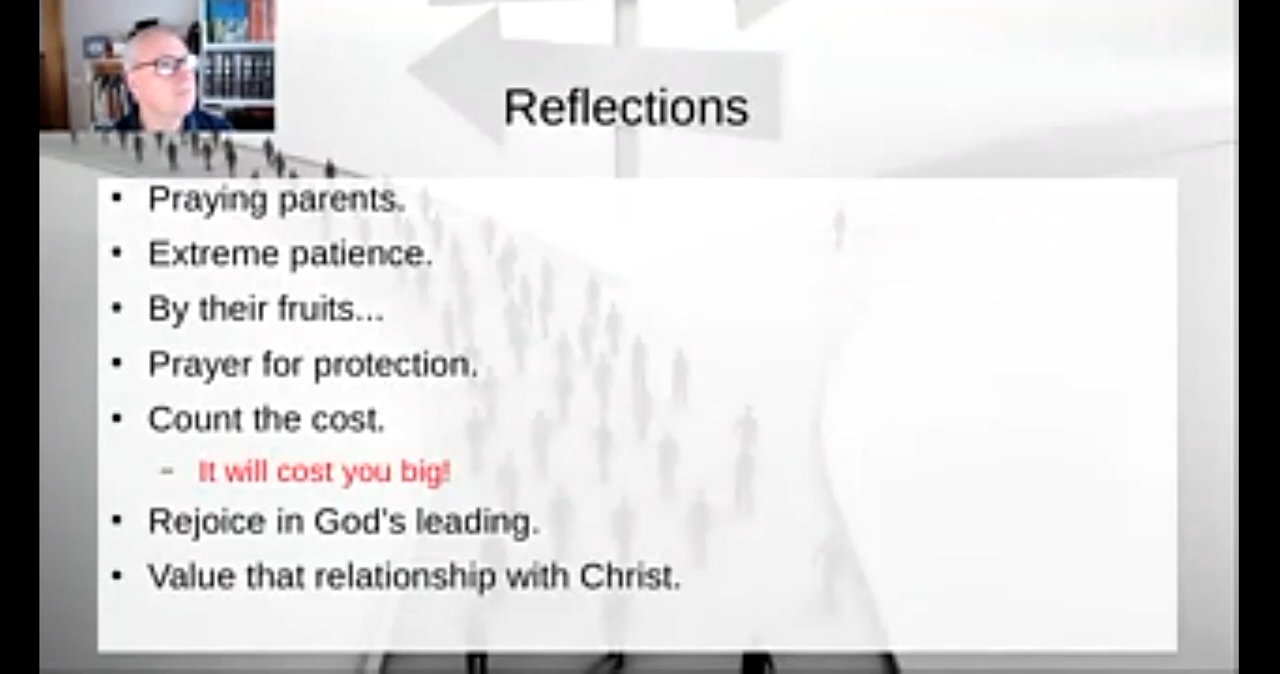 Reflections
• Praying parents.
• Extreme patience.
• By their fruits...
• Prayer for protection.
• Count the cost.
– It will cost you big!
• Rejoice in God's leading.
• Value that relationship with Christ.